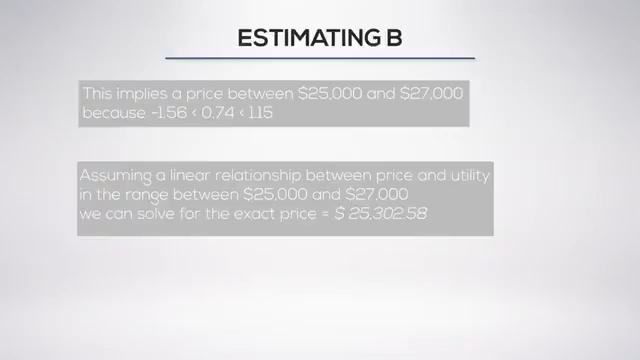 ESTIMATING B
This implies a price between $25,000 and $27,000
because -1.56 < 0.74 < 1.15
Assuming a linear relationship between price and utility
in the range between $25,000 and $27,000
we can solve for the exact price = $ 25,302.58